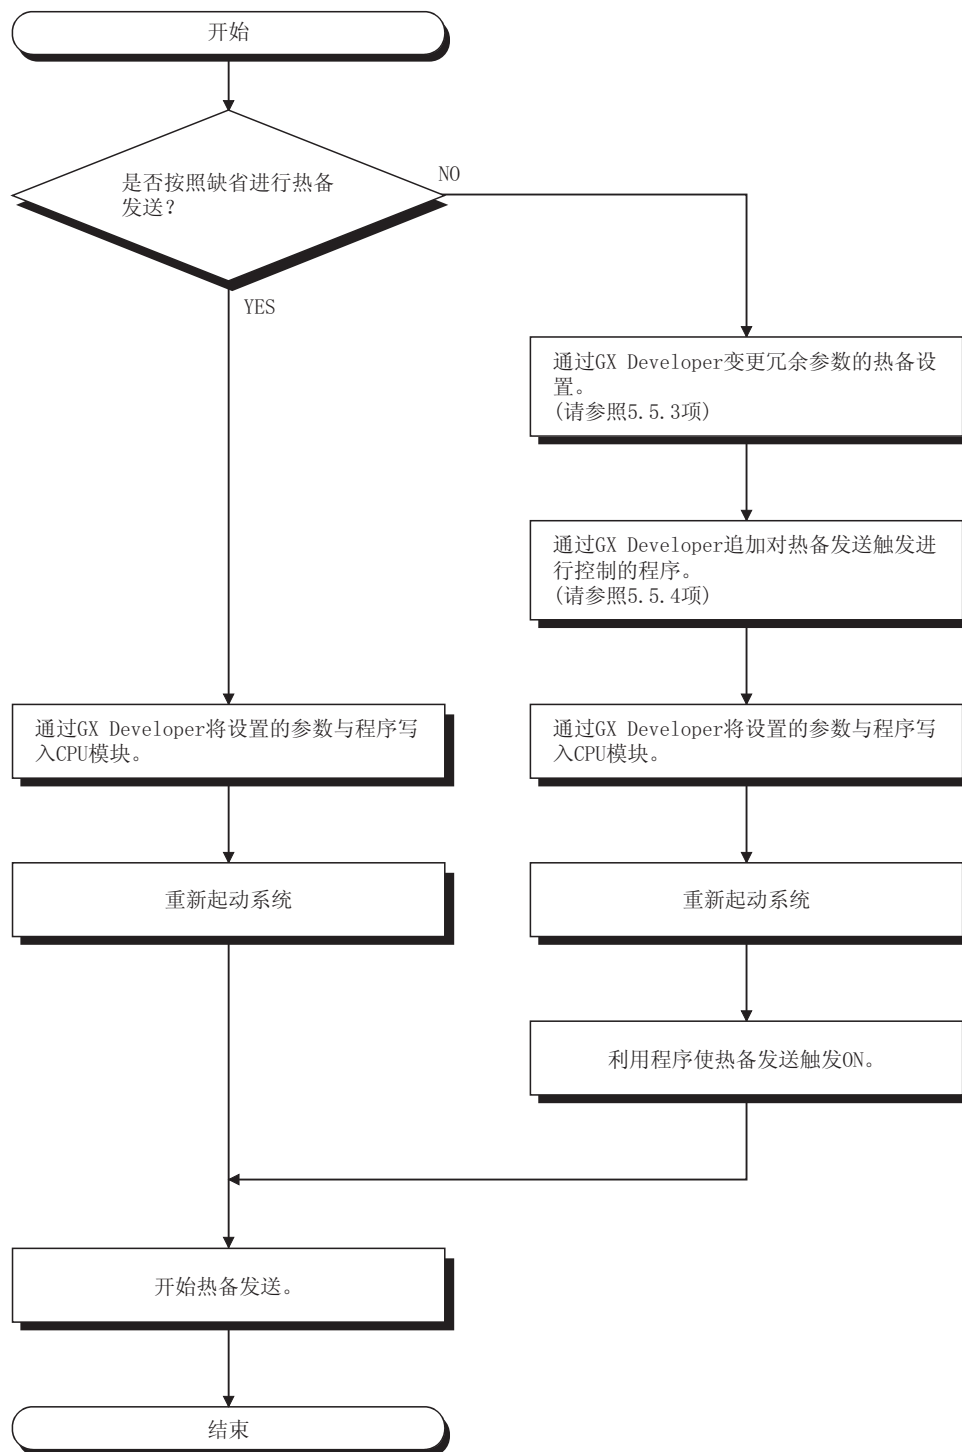 开始
是否按照缺省进行热备
发送？
NO
YES
通过GX Developer变更冗余参数的热备设
置。
(请参照5.5.3项)
通过GX Developer追加对热备发送触发进
行控制的程序。
(请参照5.5.4项)
通过GX Developer将设置的参数与程序写
入CPU模块。
通过GX Developer将设置的参数与程序写
入CPU模块。
重新起动系统
重新起动系统
利用程序使热备发送触发ON。
开始热备发送。
结束